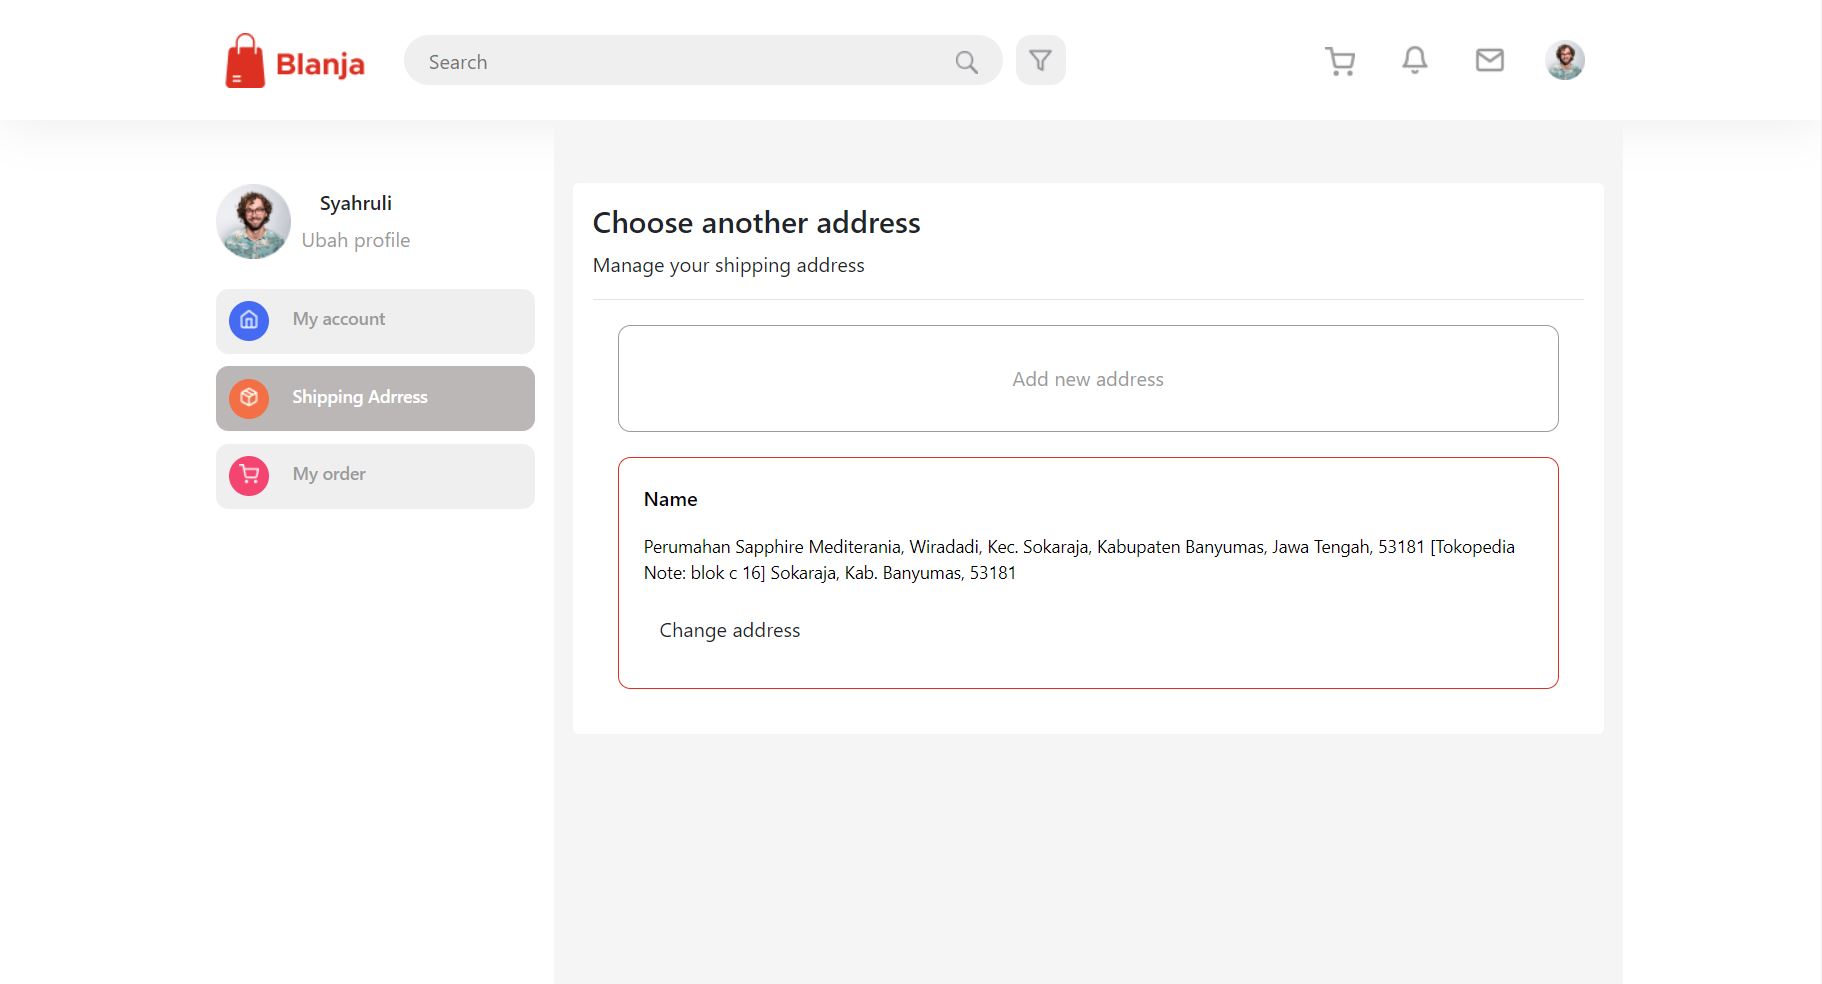 Blanja
Search
Syahruli
Ubah profile
My account
Shipping Adrress
My order
Choose another address
Manage your shipping address
Add new address
Name
Perumahan Sapphire Mediterania, Wiradadi, Kec. Sokaraja, Kabupaten Banyumas, Jawa Tengah, 53181 [Tokopedia
Note: blok c 16] Sokaraja, Kab. Banyumas, 53181
Change address